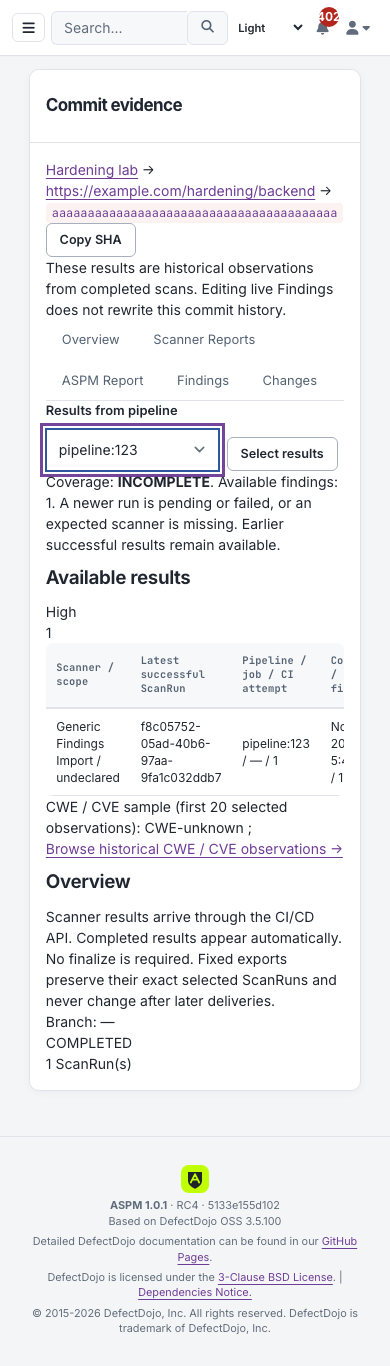 Search...
Light
402
Commit evidence
Hardening lab →
https://example.com/hardening/backend →
aaaaaaaaaaaaaaaaaaaaaaaaaaaaaaaaaaaaaaaa
Copy SHA
These results are historical observations
from completed scans. Editing live Findings
does not rewrite this commit history.
Overview Scanner Reports
ASPM Report Findings Changes
Results from pipeline
pipeline:123
Select results
Coverage: INCOMPLETE. Available findings:
1. A newer run is pending or failed, or an
expected scanner is missing. Earlier
successful results remain available.
Available results
High
1
Scanner / scope
Latest successful ScanRun
Pipeline / job / CI attempt
Generic Findings Import / undeclared
f8c05752-05ad-40b6-97aa-9fa1c032ddb7
pipeline:123 / — / 1
CWE / CVE sample (first 20 selected
observations): CWE-unknown ;
Browse historical CWE / CVE observations →
Overview
Scanner results arrive through the CI/CD
API. Completed results appear automatically.
No finalize is required. Fixed exports
preserve their exact selected ScanRuns and
never change after later deliveries.
Branch: —
COMPLETED
1 ScanRun(s)
ASPM 1.0.1 · RC4 · 5133e155d102
Based on DefectDojo OSS 3.5.100
Detailed DefectDojo documentation can be found in our GitHub
Pages.
DefectDojo is licensed under the 3-Clause BSD License. |
Dependencies Notice.
© 2015-2026 DefectDojo, Inc. All rights reserved. DefectDojo is
trademark of DefectDojo, Inc.